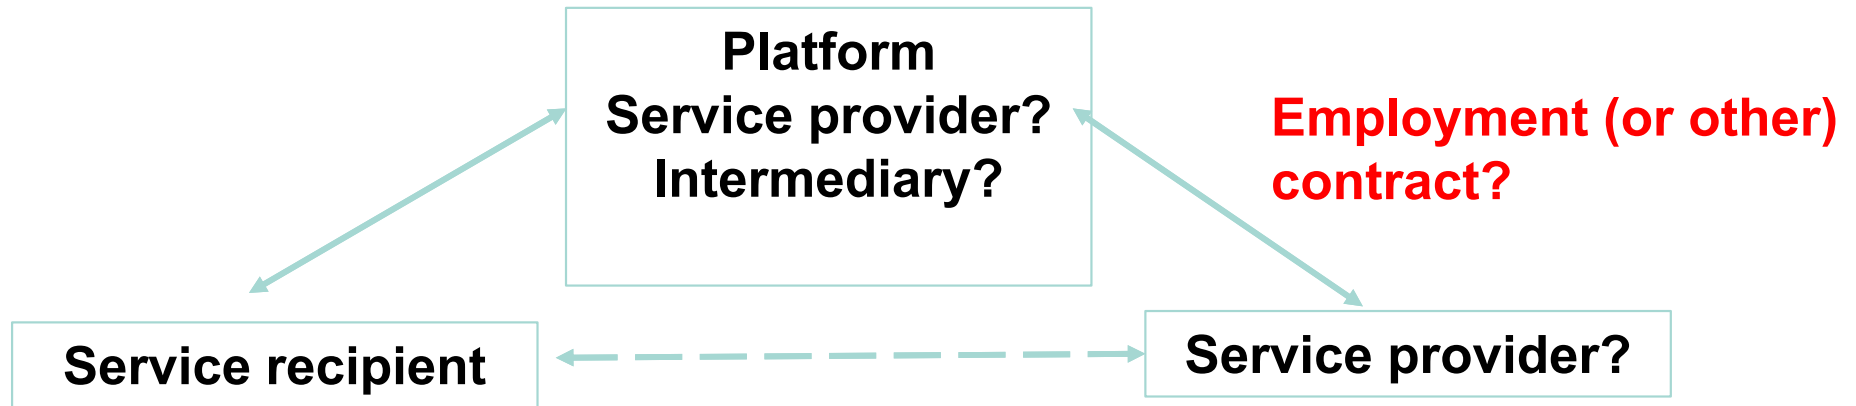 Platform
Service provider?
Intermediary?
Employment (or other)
contract?
Service recipient
Service provider?